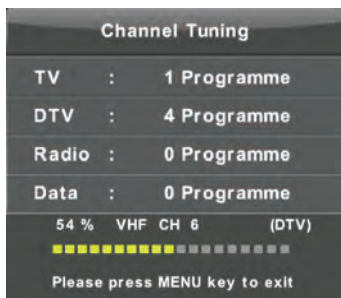 Channel Tuning
TV : 1 Programme
DTV : 4 Programme
Radio : 0 Programme
Data : 0 Programme
54 % VHF CH 6 (DTV)
Please press MENU key to exit